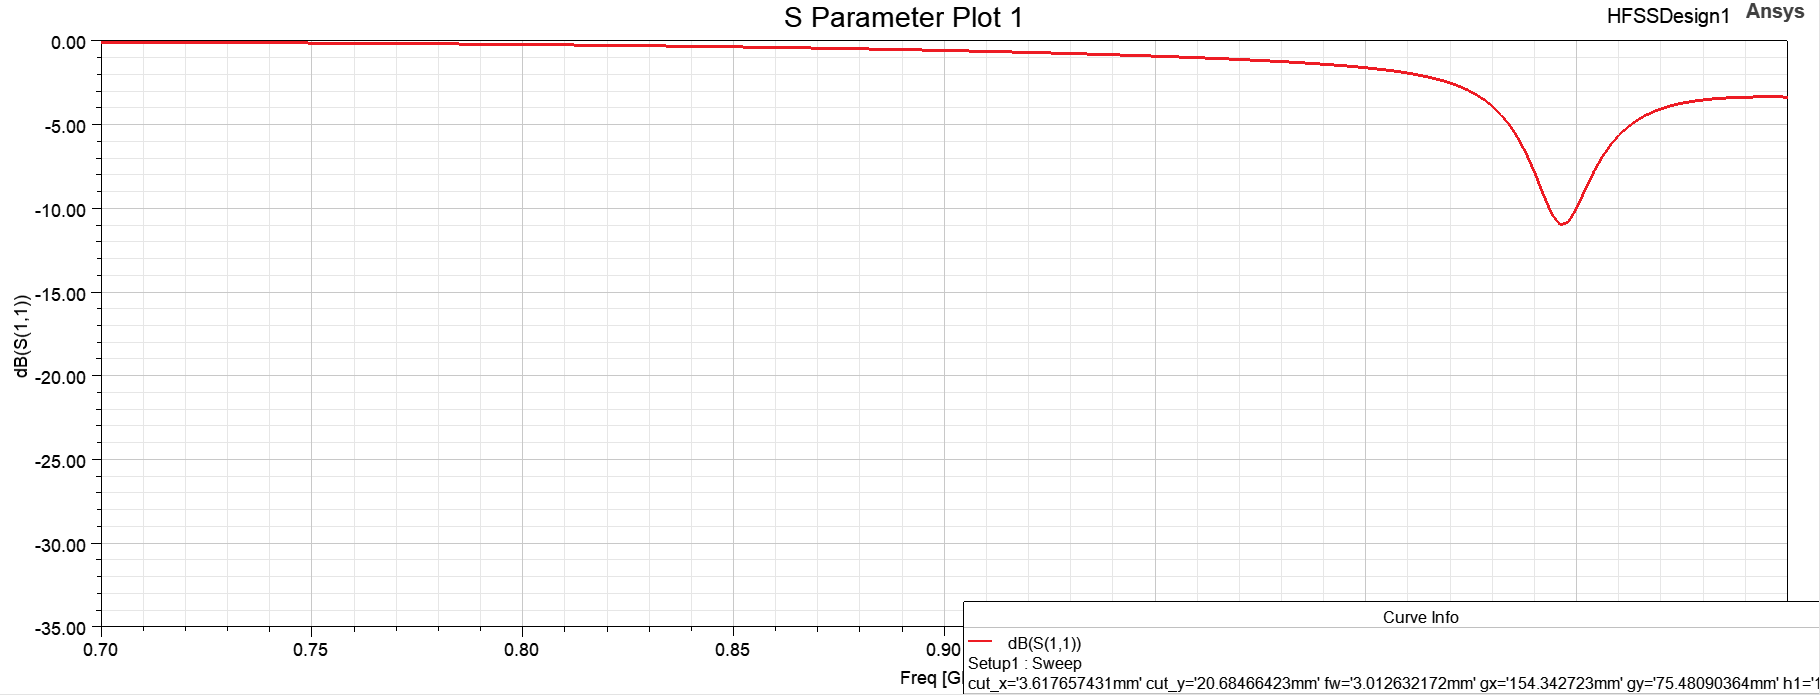 S Parameter Plot 1
HFSSDesign1
Ansys
0.00
-5.00
-10.00
-15.00
-20.00
-25.00
-30.00
-35.00
dB(S(1,1))
0.70
0.75
0.80
0.85
0.90
Freq [G
Curve Info
dB(S(1,1))
Setup1 : Sweep
cut_x='3.617657431mm' cut_y='20.68466423mm' fw='3.012632172mm' gx='154.342723mm' gy='75.48090364mm' h1='